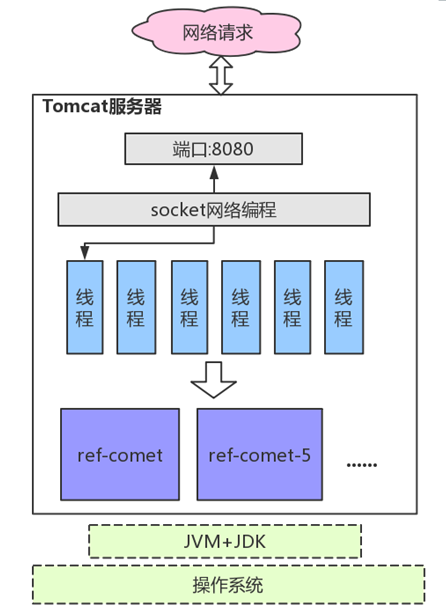 网络请求
Tomcat服务器
端口:8080
socket网络编程
线程
线程
线程
线程
线程
线程
ref-comet
ref-comet-5
......
JVM+JDK
操作系统